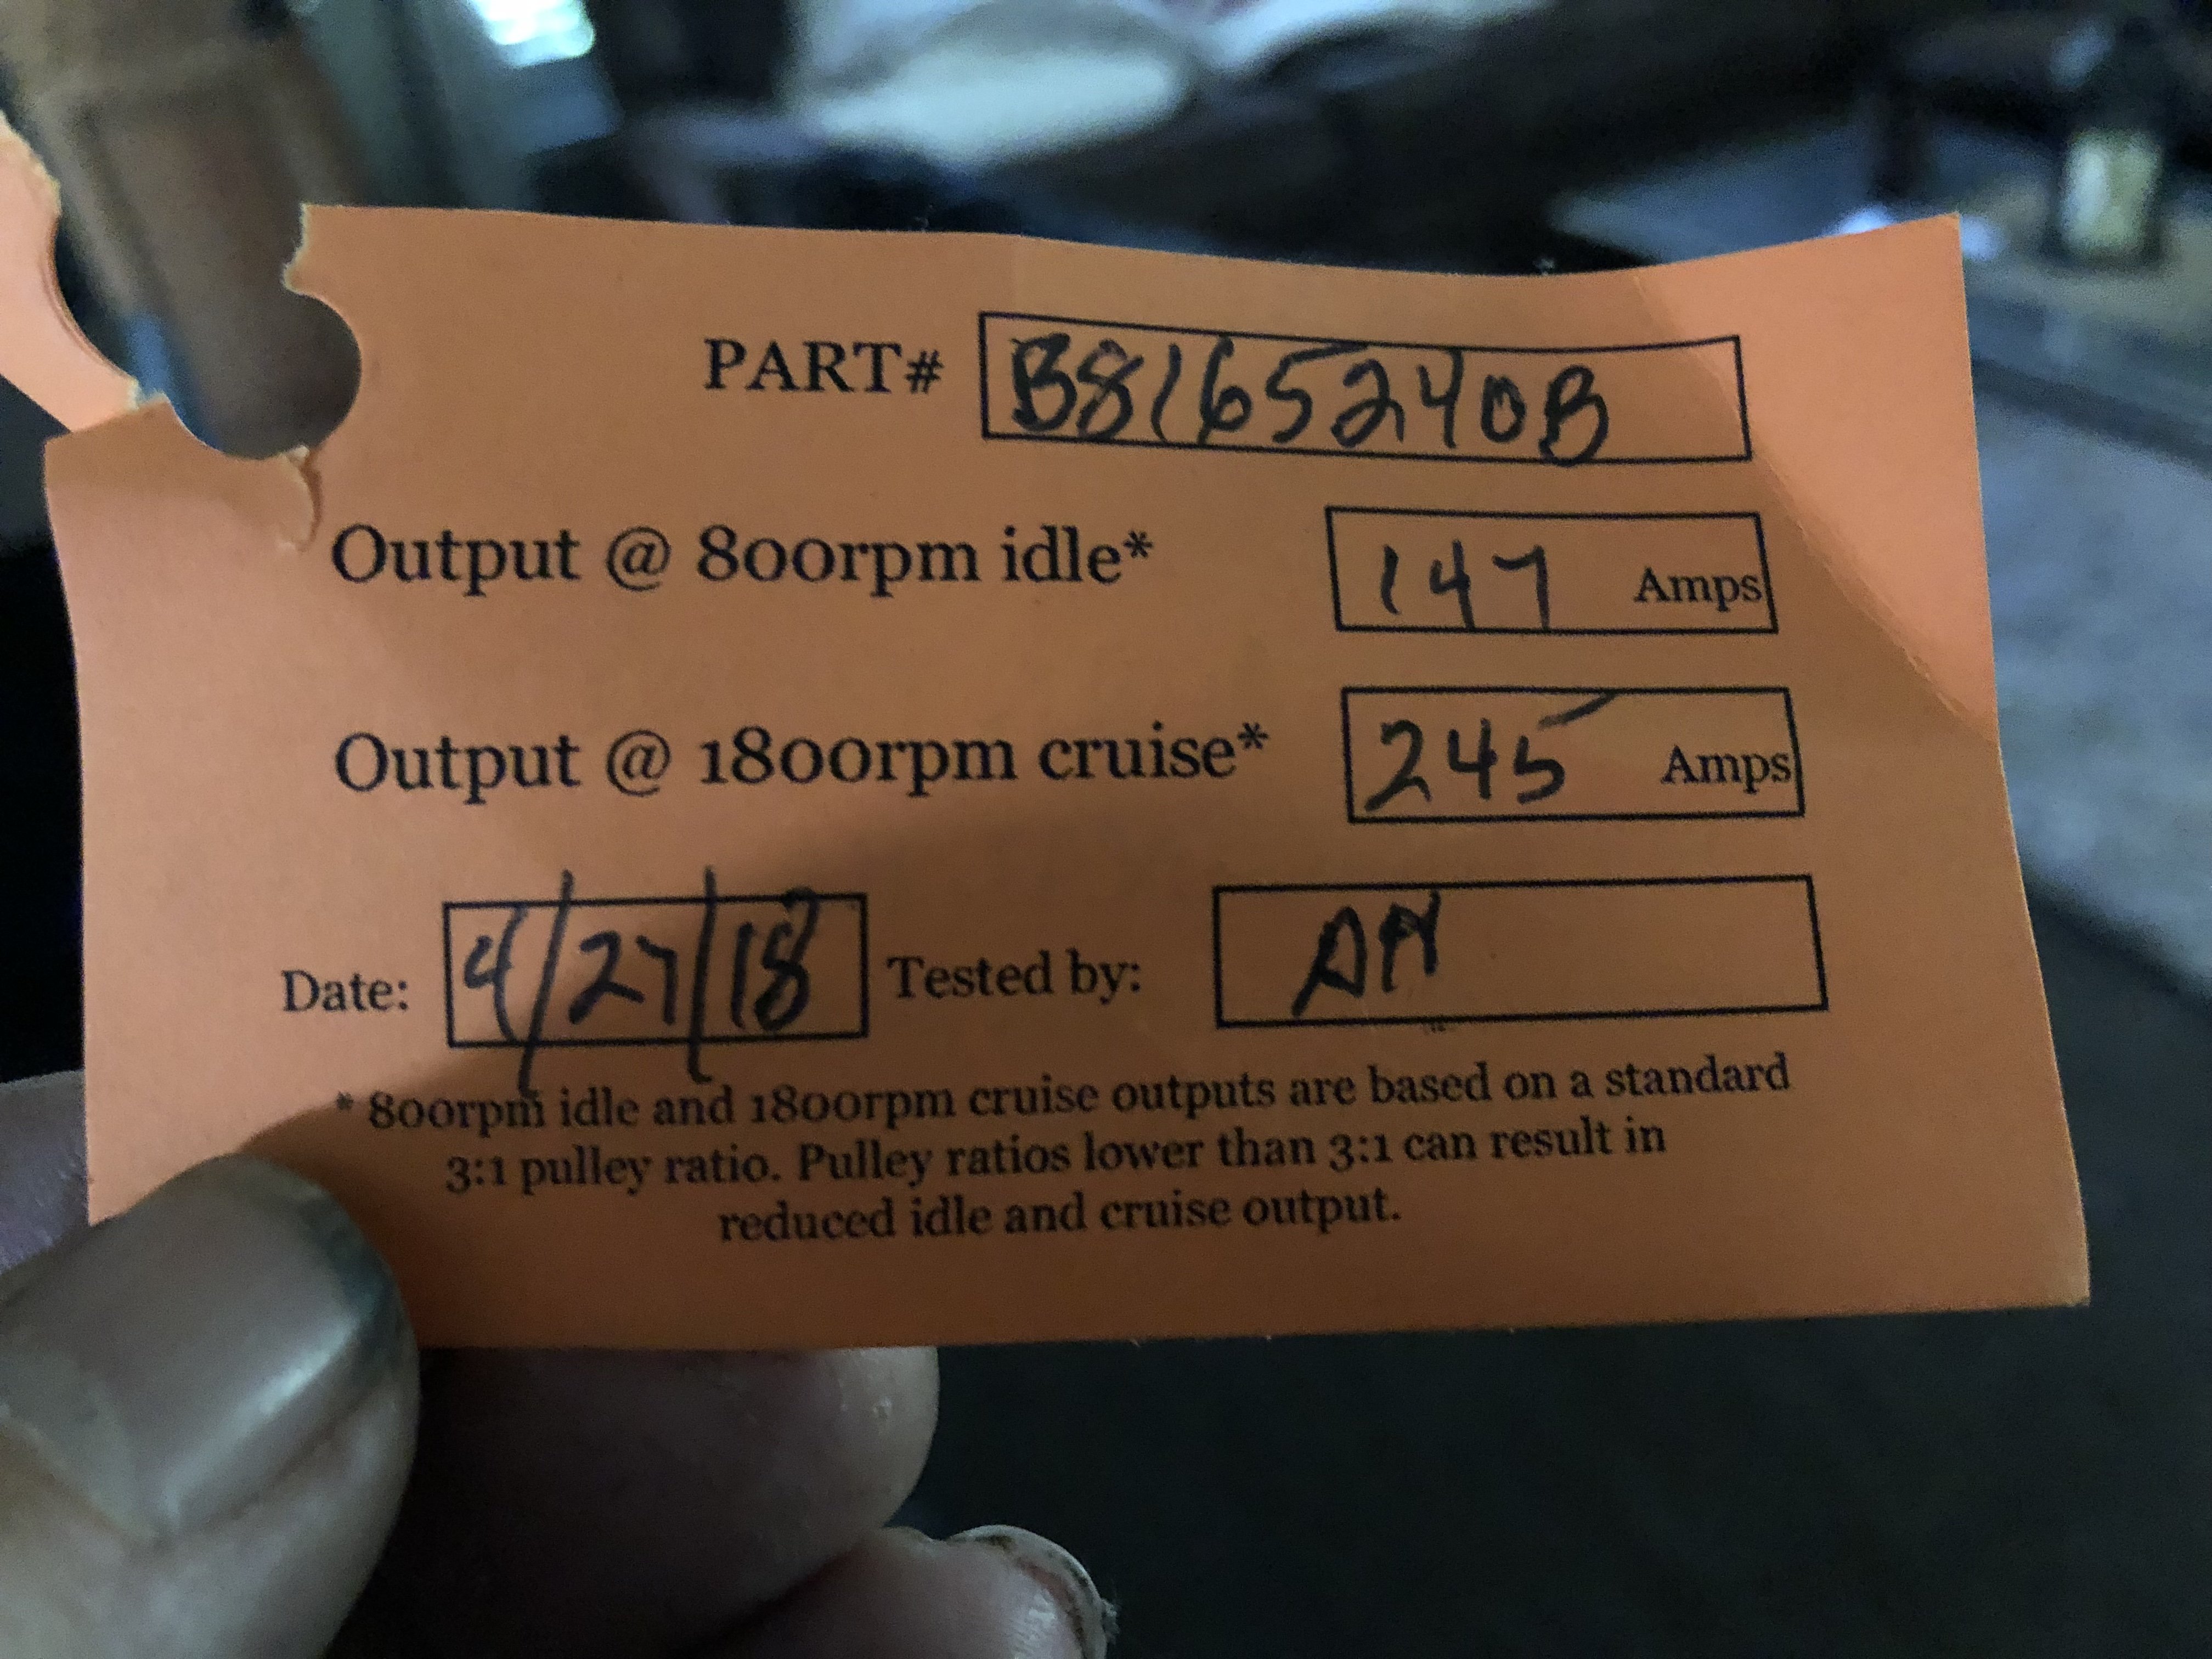 PART# B8165240B
Output @ 800rpm idle* 147 Amps
Output @ 1800rpm cruise* 245 Amps
Date: 4/27/18 Tested by:
* 800rpm idle and 1800rpm cruise outputs are based on a standard
3:1 pulley ratio. Pulley ratios lower than 3:1 can result in
reduced idle and cruise output.